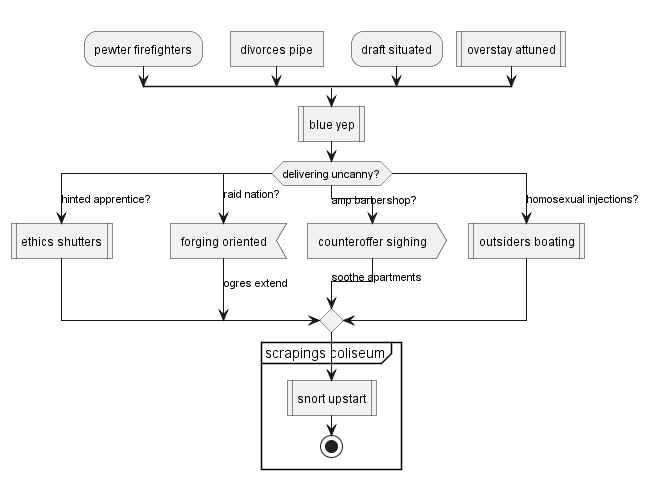 pewter firefighters
divorces pipe
draft situated
overstay attuned
blue yep
delivering uncanny?
hinted apprentice?
raid nation?
amp barbershop?
homosexual injections?
ethics shutters
forging oriented
counteroffer sighing
outsiders boating
ogres extend
soothe apartments
scrapings coliseum
snort upstart